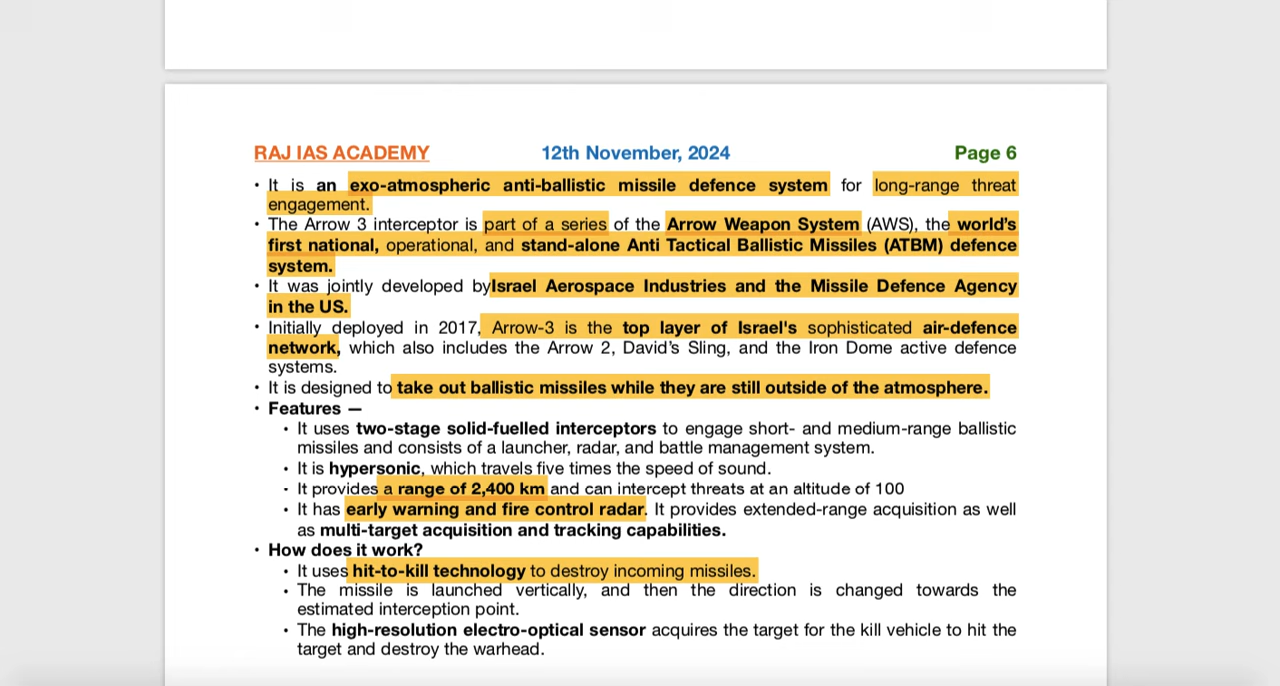 RAJ IAS ACADEMY 12th November, 2024 Page 6
• It is an exo-atmospheric anti-ballistic missile defence system for long-range threat
engagement.
• The Arrow 3 interceptor is part of a series of the Arrow Weapon System (AWS), the world's
first national, operational, and stand-alone Anti Tactical Ballistic Missiles (ATBM) defence
system.
• It was jointly developed byIsrael Aerospace Industries and the Missile Defence Agency
in the US.
• Initially deployed in 2017, Arrow-3 is the top layer of Israel's sophisticated air-defence
network, which also includes the Arrow 2, David's Sling, and the Iron Dome active defence
systems.
• It is designed to take out ballistic missiles while they are still outside of the atmosphere.
• Features —
• It uses two-stage solid-fuelled interceptors to engage short- and medium-range ballistic
missiles and consists of a launcher, radar, and battle management system.
• It is hypersonic, which travels five times the speed of sound.
• It provides a range of 2,400 km and can intercept threats at an altitude of 100
• It has early warning and fire control radar. It provides extended-range acquisition as well
as multi-target acquisition and tracking capabilities.
• How does it work?
• It uses hit-to-kill technology to destroy incoming missiles.
• The missile is launched vertically, and then the direction is changed towards the
estimated interception point.
• The high-resolution electro-optical sensor acquires the target for the kill vehicle to hit the
target and destroy the warhead.